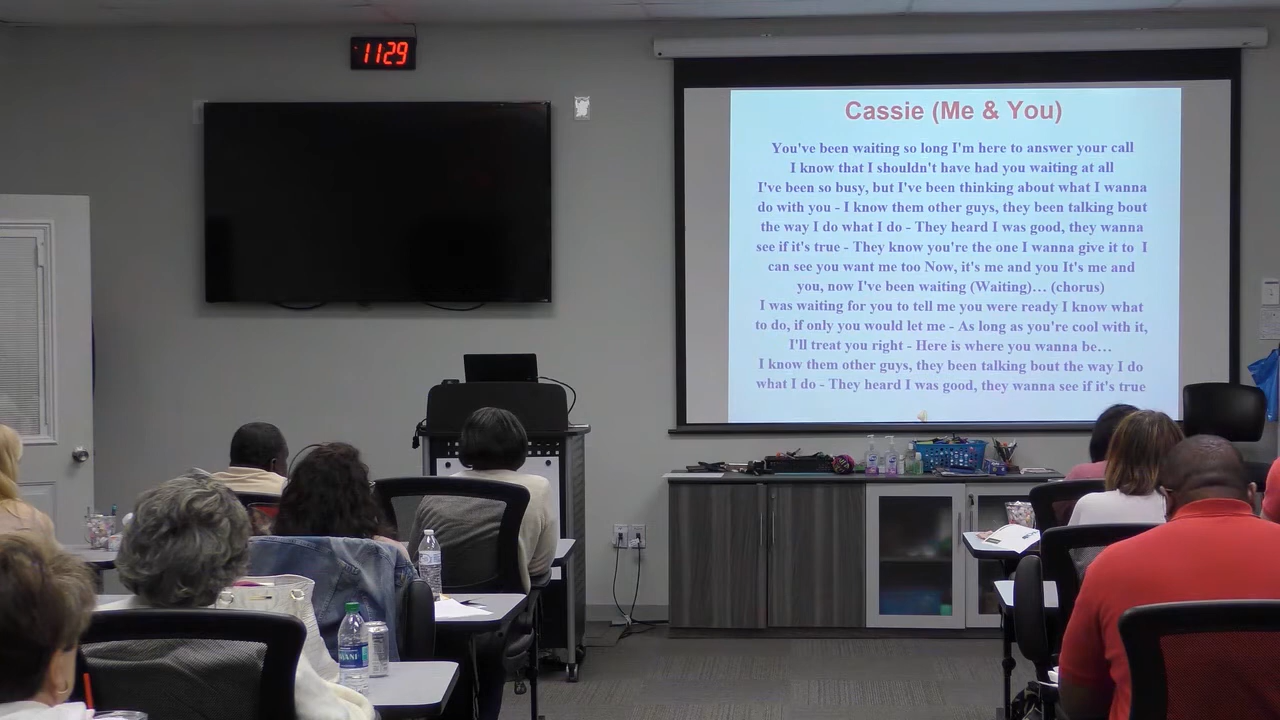 1129
Cassie (Me & You)
You've been waiting so long I'm here to answer your call
I know that I shouldn't have had you waiting at all
I've been so busy, but I've been thinking about what I wanna
do with you - I know them other guys, they been talking bout
the way I do what I do - They heard I was good, they wanna
see if it's true - They know you're the one I wanna give it to I
can see you want me too Now, it's me and you It's me and
you, now I've been waiting (Waiting)… (chorus)
I was waiting for you to tell me you were ready I know what
to do, if only you would let me - As long as you're cool with it,
I'll treat you right - Here is where you wanna be…
I know them other guys, they been talking bout the way I do
what I do - They heard I was good, they wanna see if it's true